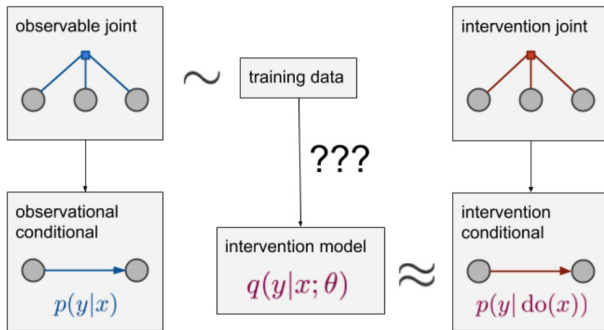 observable joint
∼
training data
intervention joint
???
observational
conditional
p(y|x)
intervention model
q(y|x; θ)
≈
intervention
conditional
p(y| do(x))